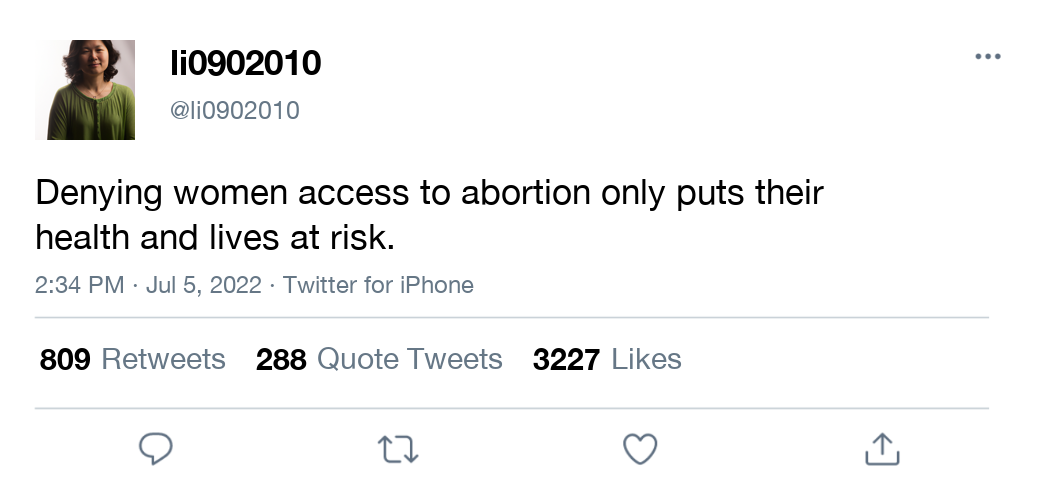 li0902010
@li0902010
Denying women access to abortion only puts their
health and lives at risk.
2:34 PM · Jul 5, 2022 · Twitter for iPhone
809 Retweets 288 Quote Tweets 3227 Likes